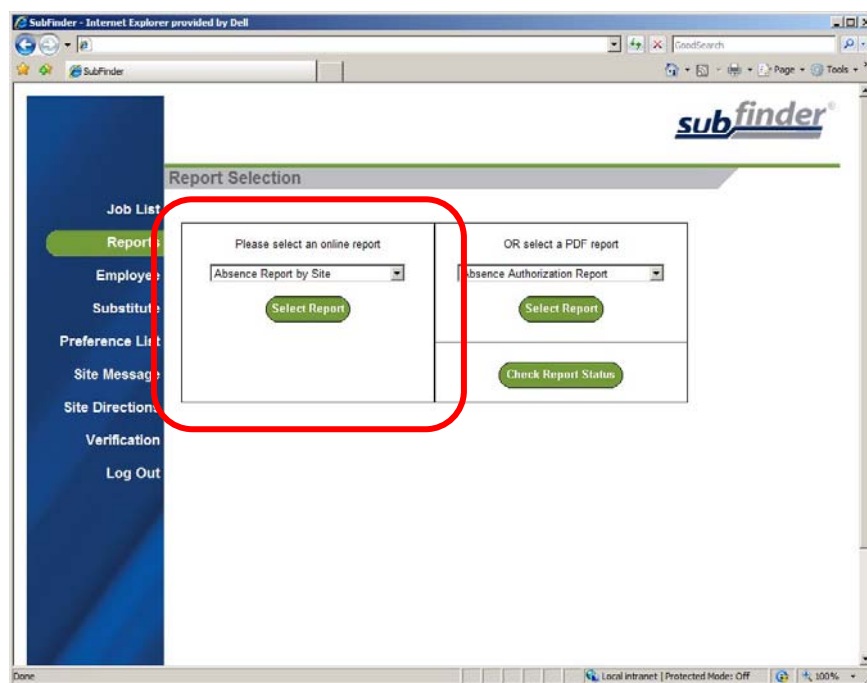 SubFinder - Internet Explorer provided by Dell
GoodSearch
SubFinder
Page
Tools
subfinder®
Report Selection
Job List
Reports
Employee
Substitute
Preference List
Site Message
Site Directions
Verification
Log Out
Please select an online report
Absence Report by Site
Select Report
OR select a PDF report
Absence Authorization Report
Select Report
Check Report Status
Done
Local intranet | Protected Mode: Off
100%